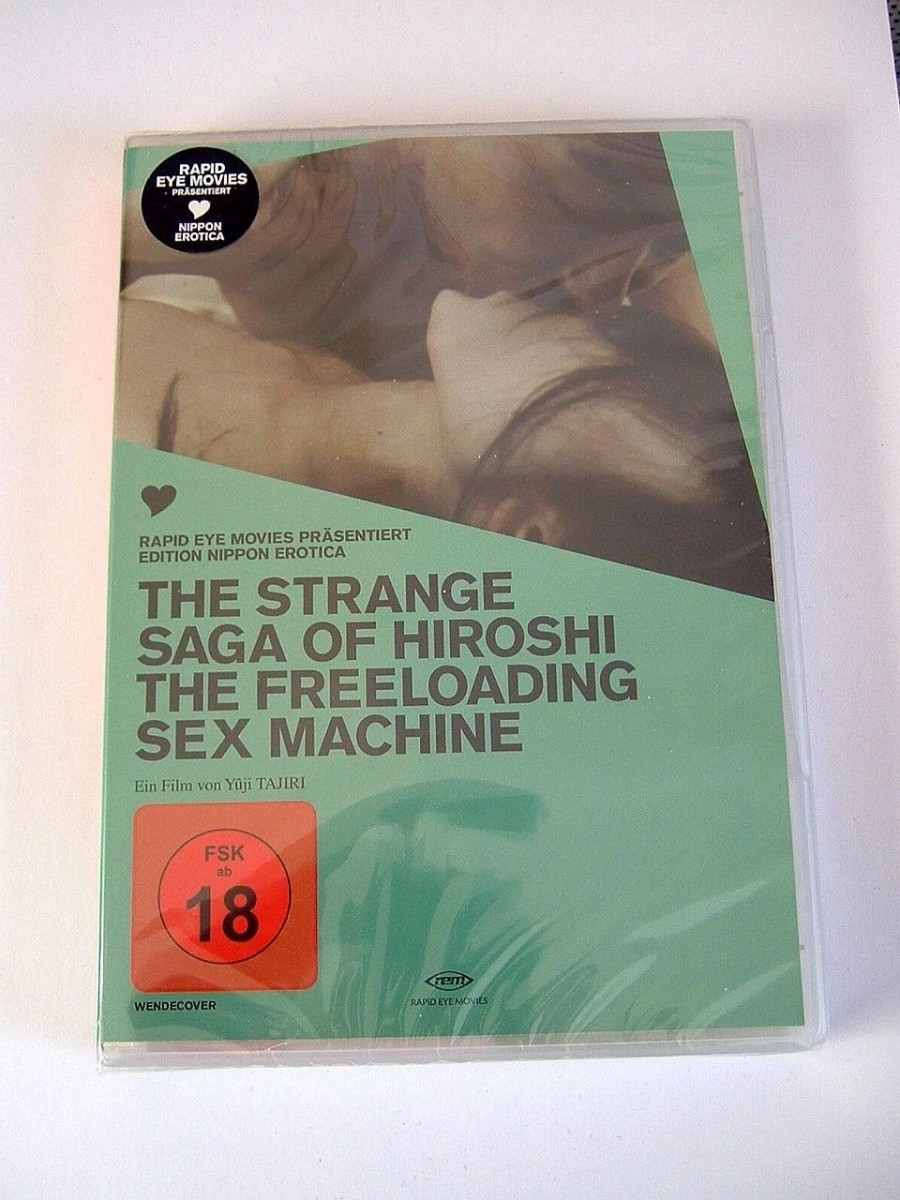 RAPID
EYE MOVIES
PRÄSENTIERT
NIPPON
EROTICA
RAPID EYE MOVIES PRÄSENTIERT
EDITION NIPPON EROTICA
THE STRANGE
SAGA OF HIROSHI
THE FREELOADING
SEX MACHINE
Ein Film von Yûji TAJIRI
FSK
ab
18
WENDECOVER
rem
RAPID EYE MOVIES